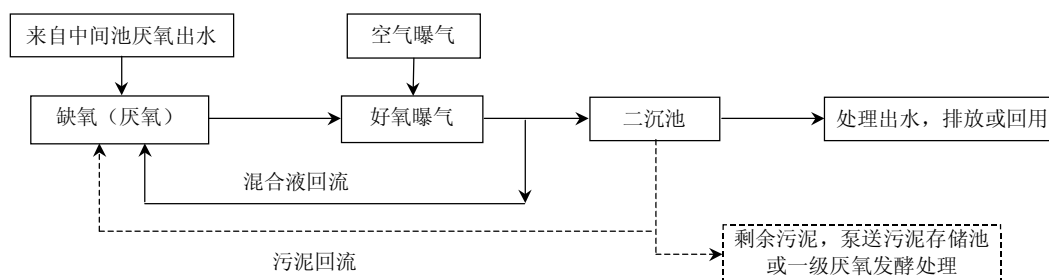 来自中间池厌氧出水
空气曝气
缺氧（厌氧）
好氧曝气
二沉池
处理出水，排放或回用
混合液回流
污泥回流
剩余污泥，泵送污泥存储池
或一级厌氧发酵处理